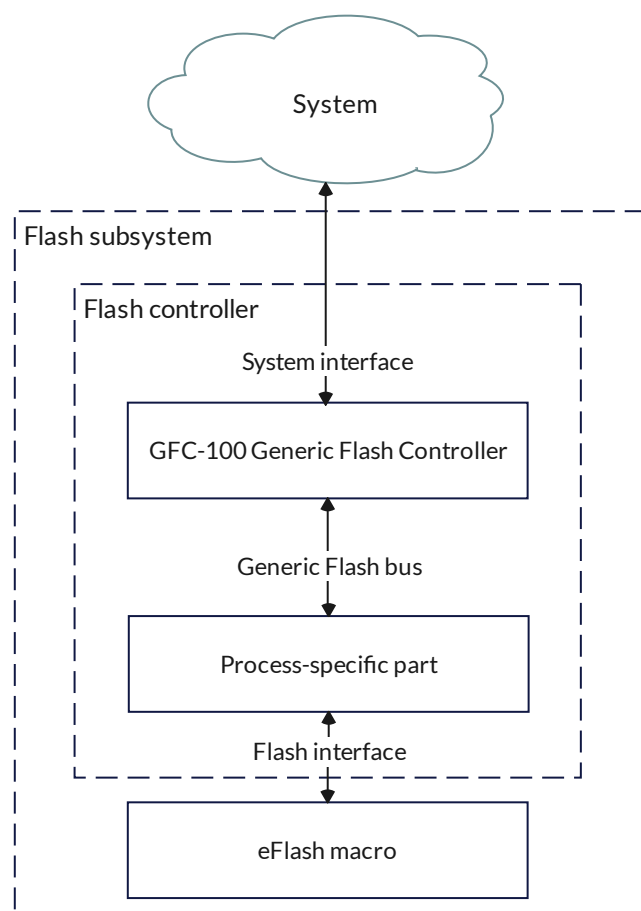 System
Flash subsystem
Flash controller
System interface
GFC-100 Generic Flash Controller
Generic Flash bus
Process-specific part
Flash interface
eFlash macro